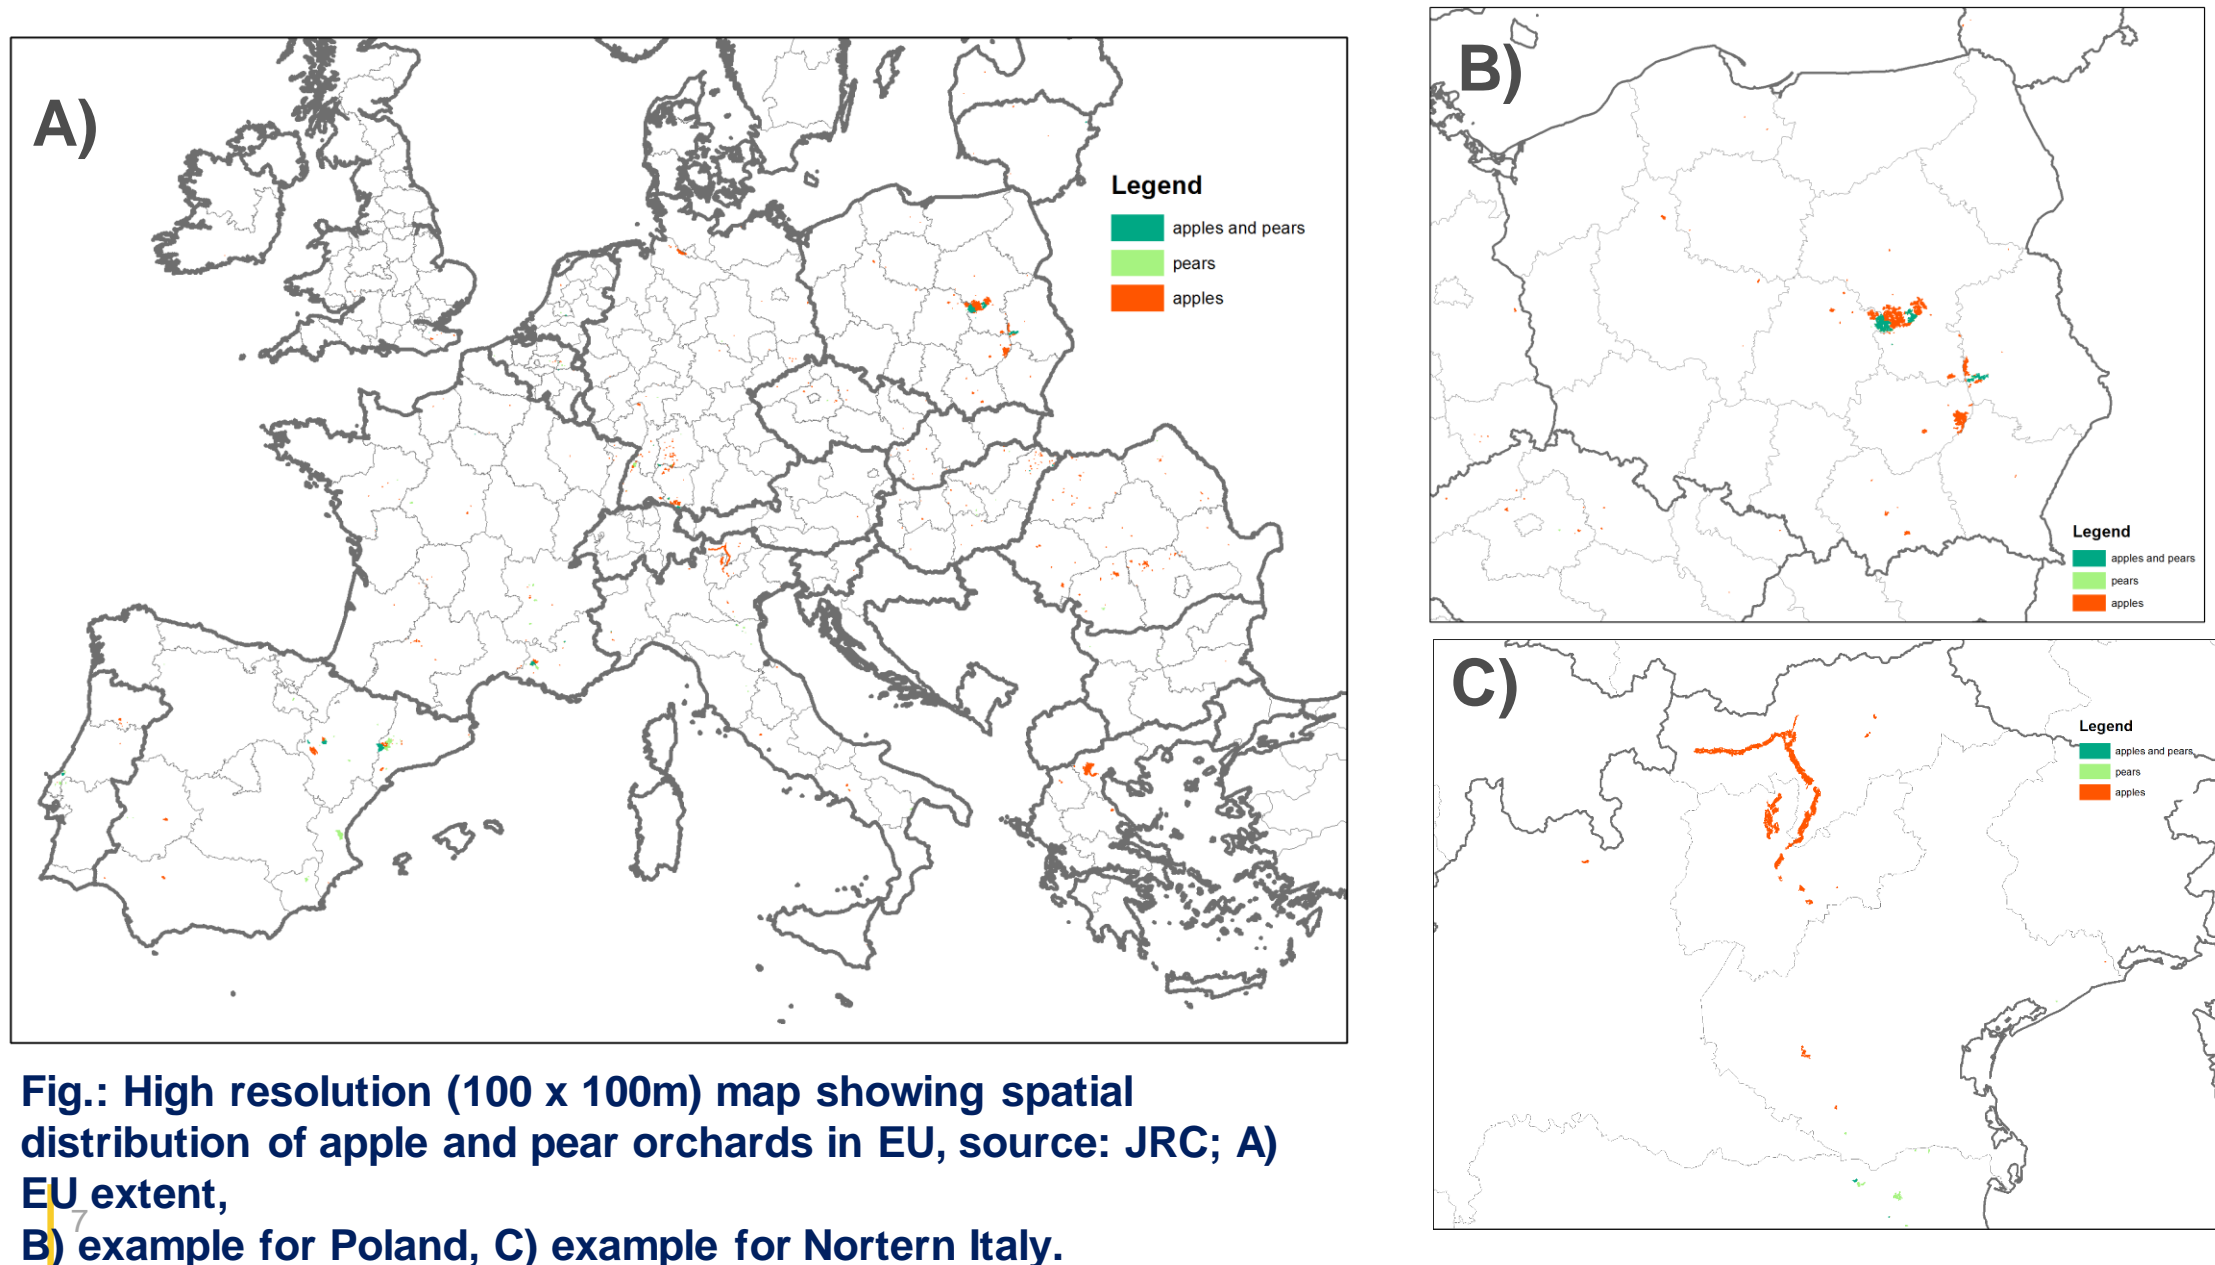 A)
Legend
apples and pears
pears
apples
B)
Legend
apples and pears
pears
apples
C)
Legend
apples and pears
pears
apples
Fig.: High resolution (100 x 100m) map showing spatial
distribution of apple and pear orchards in EU, source: JRC; A)
EU extent,
7
B) example for Poland, C) example for Nortern Italy.